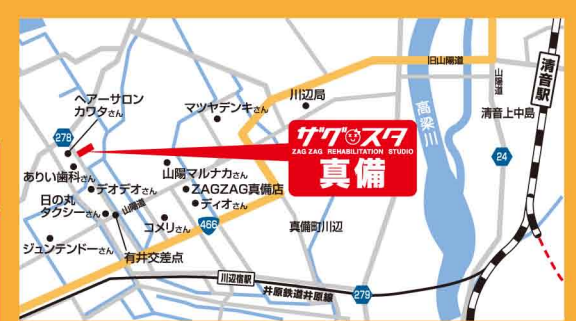 旧山陽道
清音駅
山陽道
ヘアーサロン
カワタさん
マツヤデンキさん
川辺局
高梁川
清音上中島
278
ザグスタ
ZAG ZAG REHABILITATION STUDIO
真備
24
ありい歯科さん
山陽マルナカさん
デオデオさん
ZAGZAG真備店
日の丸
タクシーさん
山陽道
ディオさん
コメリさん
466
真備町川辺
ジュンテンドーさん
有井交差点
川辺宿駅
井原鉄道井原線
279